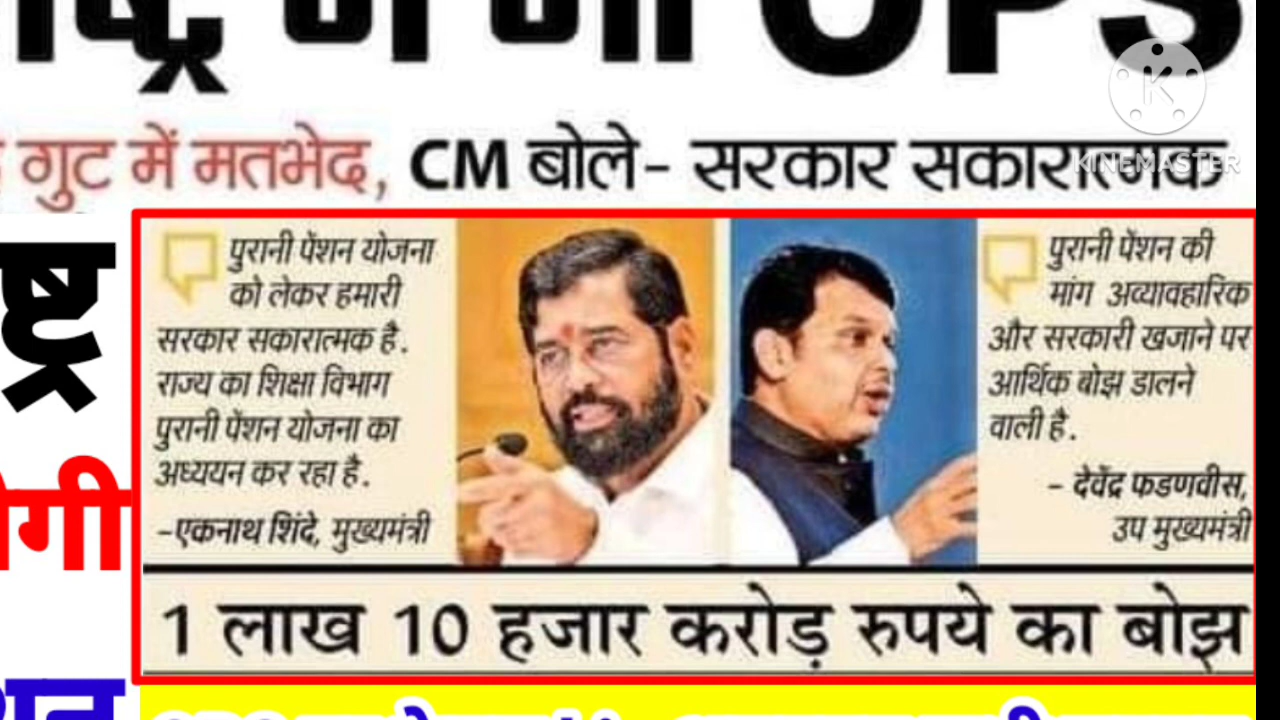 में भी OPS
KINEMASTER
गुट में मतभेद, CM बोले- सरकार सकारात्मक
पुरानी पेंशन योजना
को लेकर हमारी
सरकार सकारात्मक है.
राज्य का शिक्षा विभाग
पुरानी पेंशन योजना का
अध्ययन कर रहा है.
-एकनाथ शिंदे, मुख्यमंत्री
पुरानी पेंशन की
मांग अव्यावहारिक
और सरकारी खजाने पर
आर्थिक बोझ डालने
वाली है.
- देवेंद्र फडणवीस,
उप मुख्यमंत्री
1 लाख 10 हजार करोड़ रुपये का बोझ